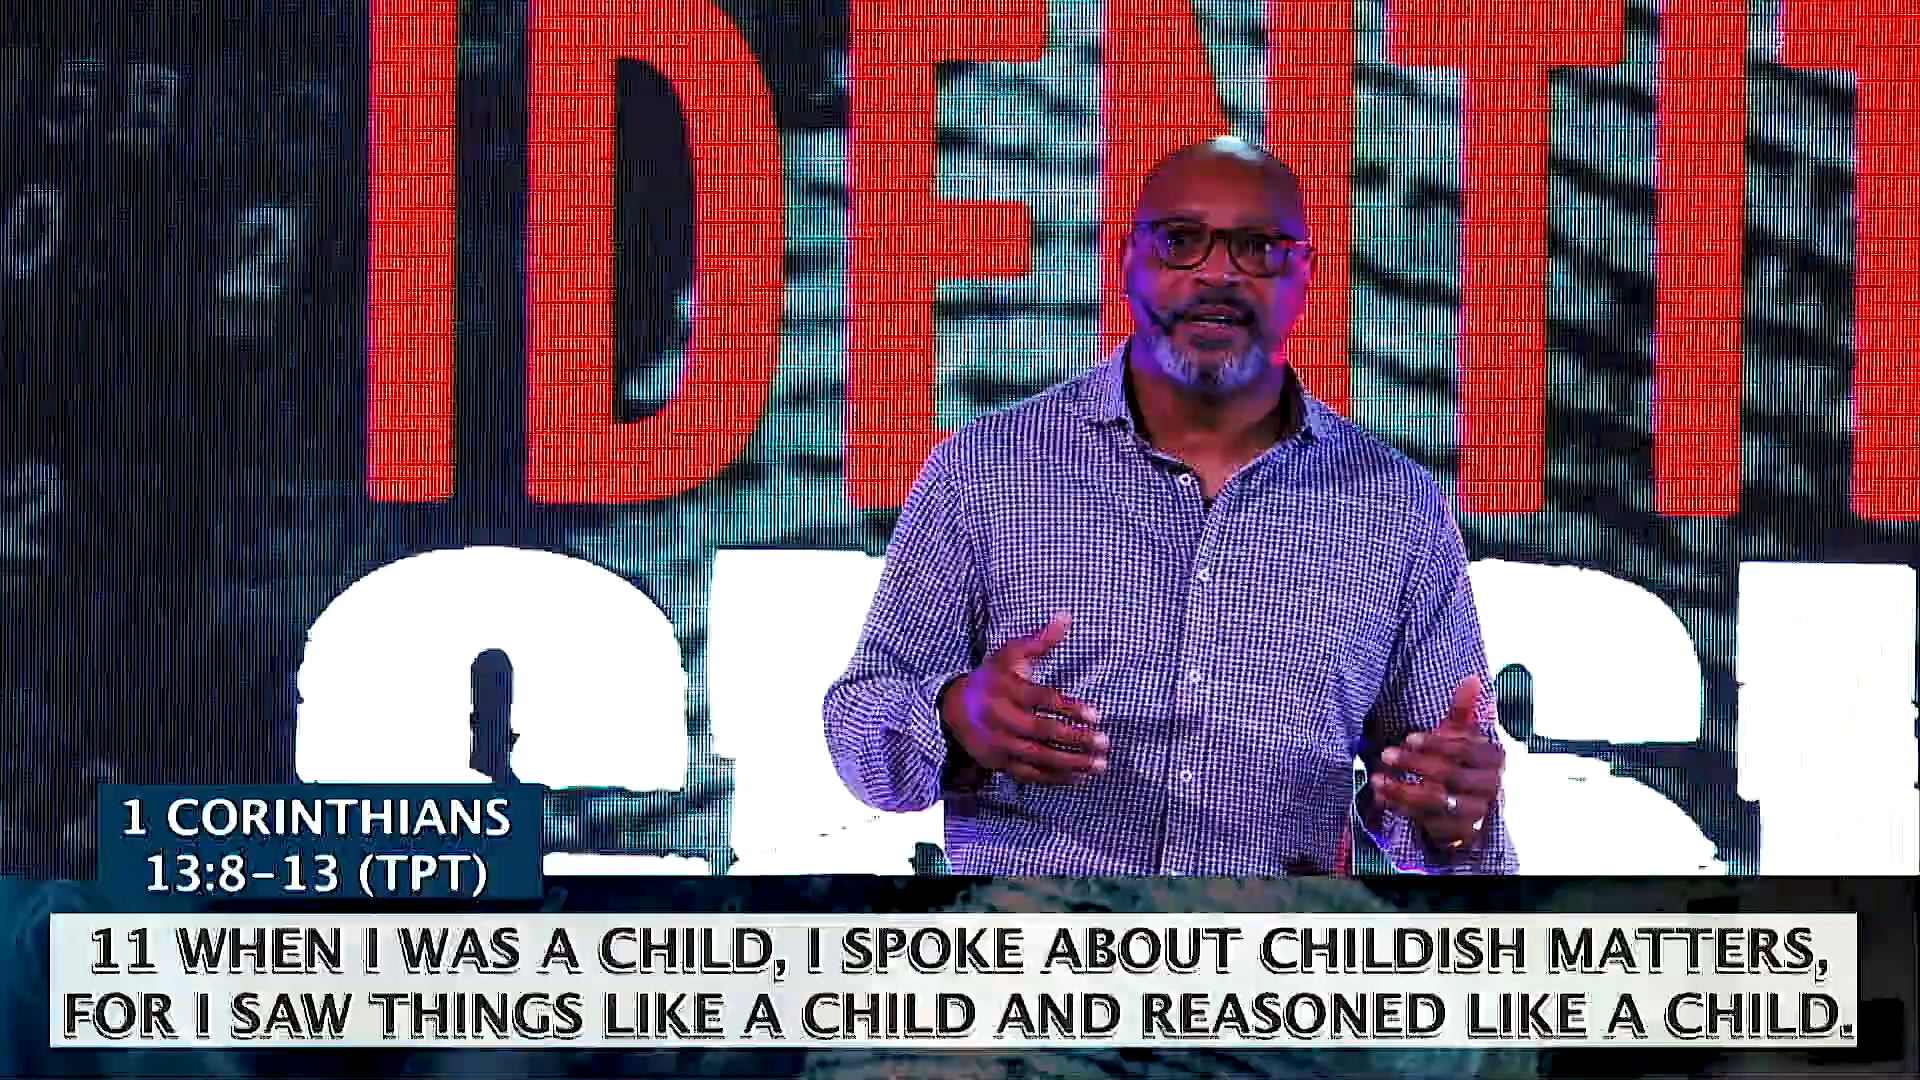 IDENTIT
1 CORINTHIANS
13:8-13 (TPT)
11 WHEN I WAS A CHILD, I SPOKE ABOUT CHILDISH MATTERS,
FOR I SAW THINGS LIKE A CHILD AND REASONED LIKE A CHILD.